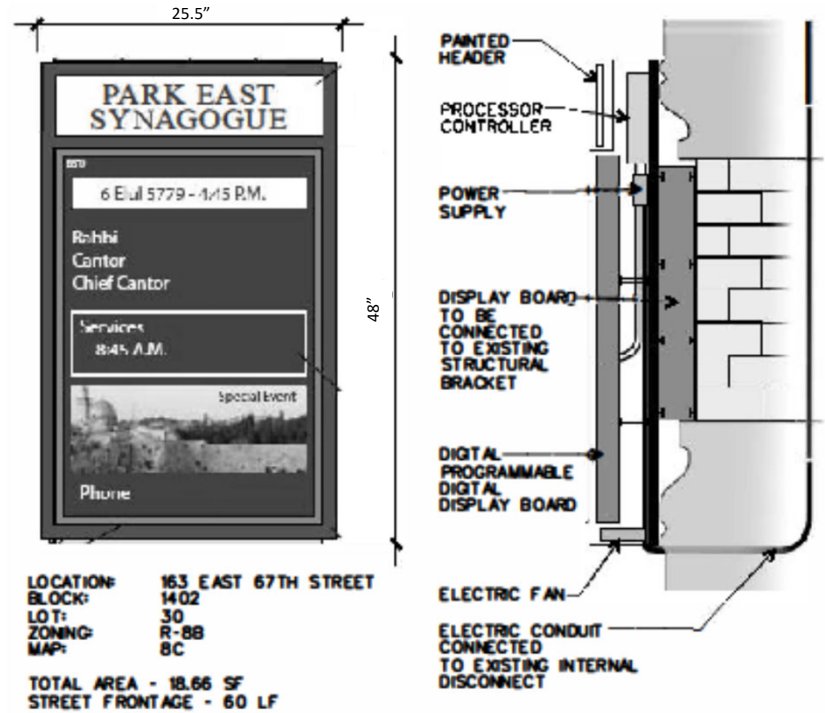 25.5”
PARK EAST
SYNAGOGUE
6 Elul 5779 - 4:45 P.M.
Rabbi
Cantor
Chief Cantor
Services
8:45 A.M.
Special Event
Phone
48”
LOCATION: 163 EAST 67TH STREET
BLOCK: 1402
LOT: 30
ZONING: R-8B
MAP: 8C
TOTAL AREA - 18.66 SF
STREET FRONTAGE - 60 LF
PAINTED
HEADER
PROCESSOR
CONTROLLER
POWER
SUPPLY
DISPLAY BOARD
TO BE
CONNECTED
TO EXISTING
STRUCTURAL
BRACKET
DIGITAL
PROGRAMMABLE
DIGITAL
DISPLAY BOARD
ELECTRIC FAN
ELECTRIC CONDUIT
CONNECTED
TO EXISTING INTERNAL
DISCONNECT